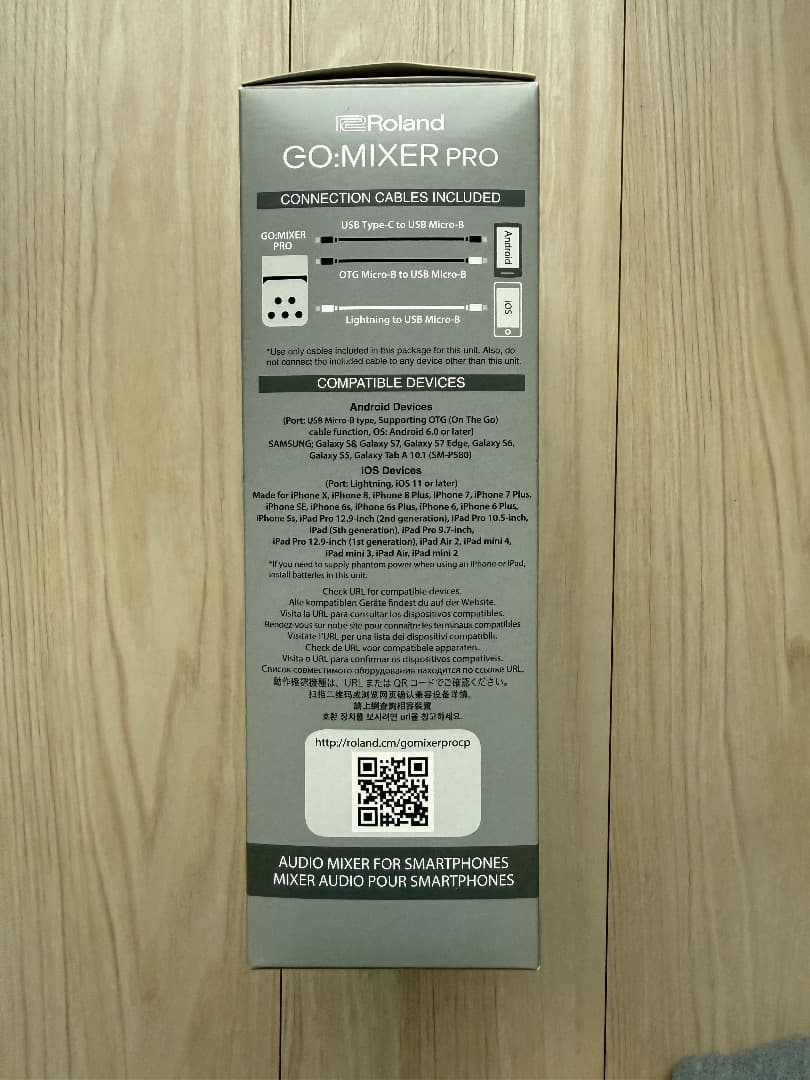 Roland
GO:MIXER PRO
CONNECTION CABLES INCLUDED
USB Type-C to USB Micro-B
GO:MIXER
PRO
Android
OTG Micro-B to USB Micro-B
iOS
Lightning to USB Micro-B
*Use only cables included in this package for this unit. Also, do
not connect the included cable to any device other than this unit.
COMPATIBLE DEVICES
Android Devices
(Port: USB Micro-B type, Supporting OTG (On The Go)
cable function, OS: Android 6.0 or later)
SAMSUNG; Galaxy S8, Galaxy S7, Galaxy S7 Edge, Galaxy S6,
Galaxy S5, Galaxy Tab A 10.1 (SM-P580)
iOS Devices
(Port: Lightning, iOS 11 or later)
Made for iPhone X, iPhone 8, iPhone 8 Plus, iPhone 7, iPhone 7 Plus,
iPhone SE, iPhone 6s, iPhone 6s Plus, iPhone 6, iPhone 6 Plus,
iPhone 5s, iPad Pro 12.9-inch (2nd generation), iPad Pro 10.5-inch,
iPad (5th generation), iPad Pro 9.7-inch,
iPad Pro 12.9-inch (1st generation), iPad Air 2, iPad mini 4,
iPad mini 3, iPad Air, iPad mini 2
*If you need to supply phantom power when using an iPhone or iPad,
install batteries in this unit.
Check URL for compatible devices.
Alle kompatiblen Geräte findest du auf der Website.
Visita la URL para consultar los dispositivos compatibles.
Rendez-vous sur notre site pour connaître les terminaux compatibles
Visitate l'URL per una lista dei dispositivi compatibili.
Check de URL voor compatibele apparaten.
Visita o URL para confirmar os dispositivos compatíveis.
Список совместимого оборудования находится по ссылке URL.
動作確認機種は、URL または QR コードでご確認ください。
扫描二维码或浏览网页确认兼容设备详情。
請上網查詢相容裝置
호환 장치를 보시려면 url을 참고하세요.
http://roland.cm/gomixerprocp
AUDIO MIXER FOR SMARTPHONES
MIXER AUDIO POUR SMARTPHONES